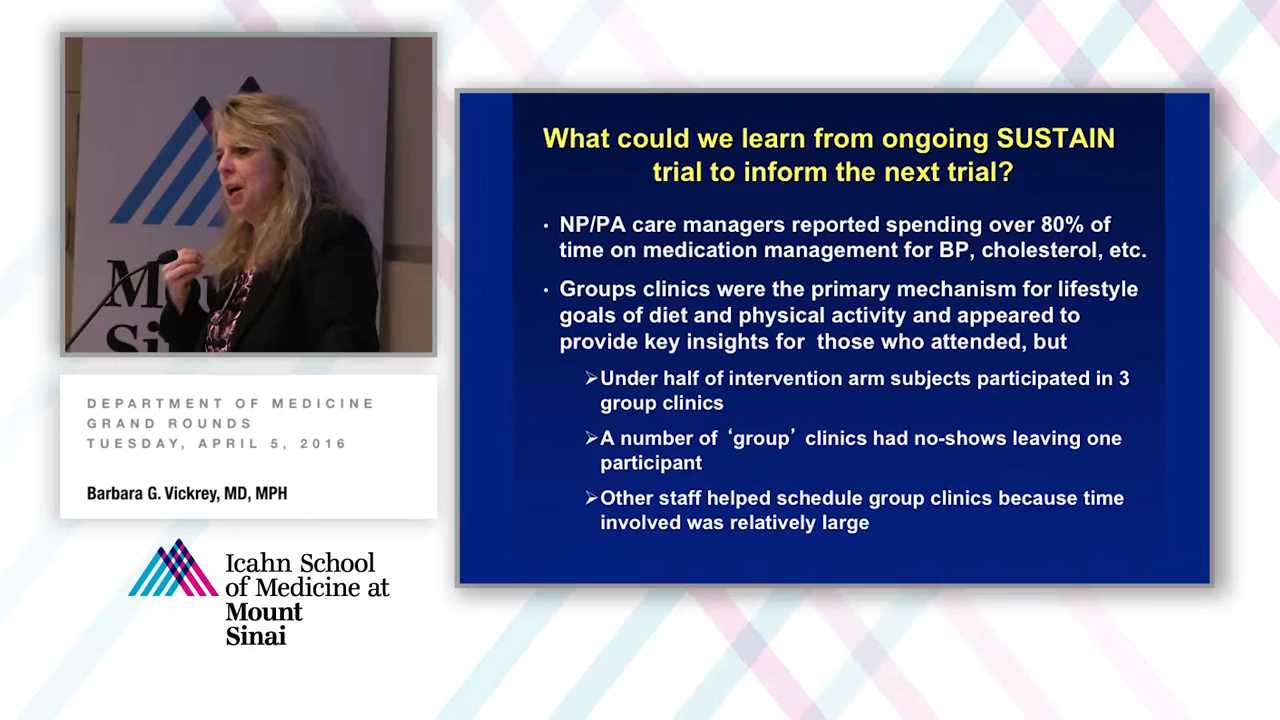 Mou
Sin
DEPARTMENT OF MEDICINE
GRAND ROUNDS
TUESDAY, APRIL 5, 2016
Barbara G. Vickrey, MD, MPH
Icahn School
of Medicine at
Mount
Sinai
What could we learn from ongoing SUSTAIN
trial to inform the next trial?
• NP/PA care managers reported spending over 80% of
time on medication management for BP, cholesterol, etc.
• Groups clinics were the primary mechanism for lifestyle
goals of diet and physical activity and appeared to
provide key insights for those who attended, but
➢Under half of intervention arm subjects participated in 3
group clinics
➢A number of ‘group’ clinics had no-shows leaving one
participant
➢Other staff helped schedule group clinics because time
involved was relatively large